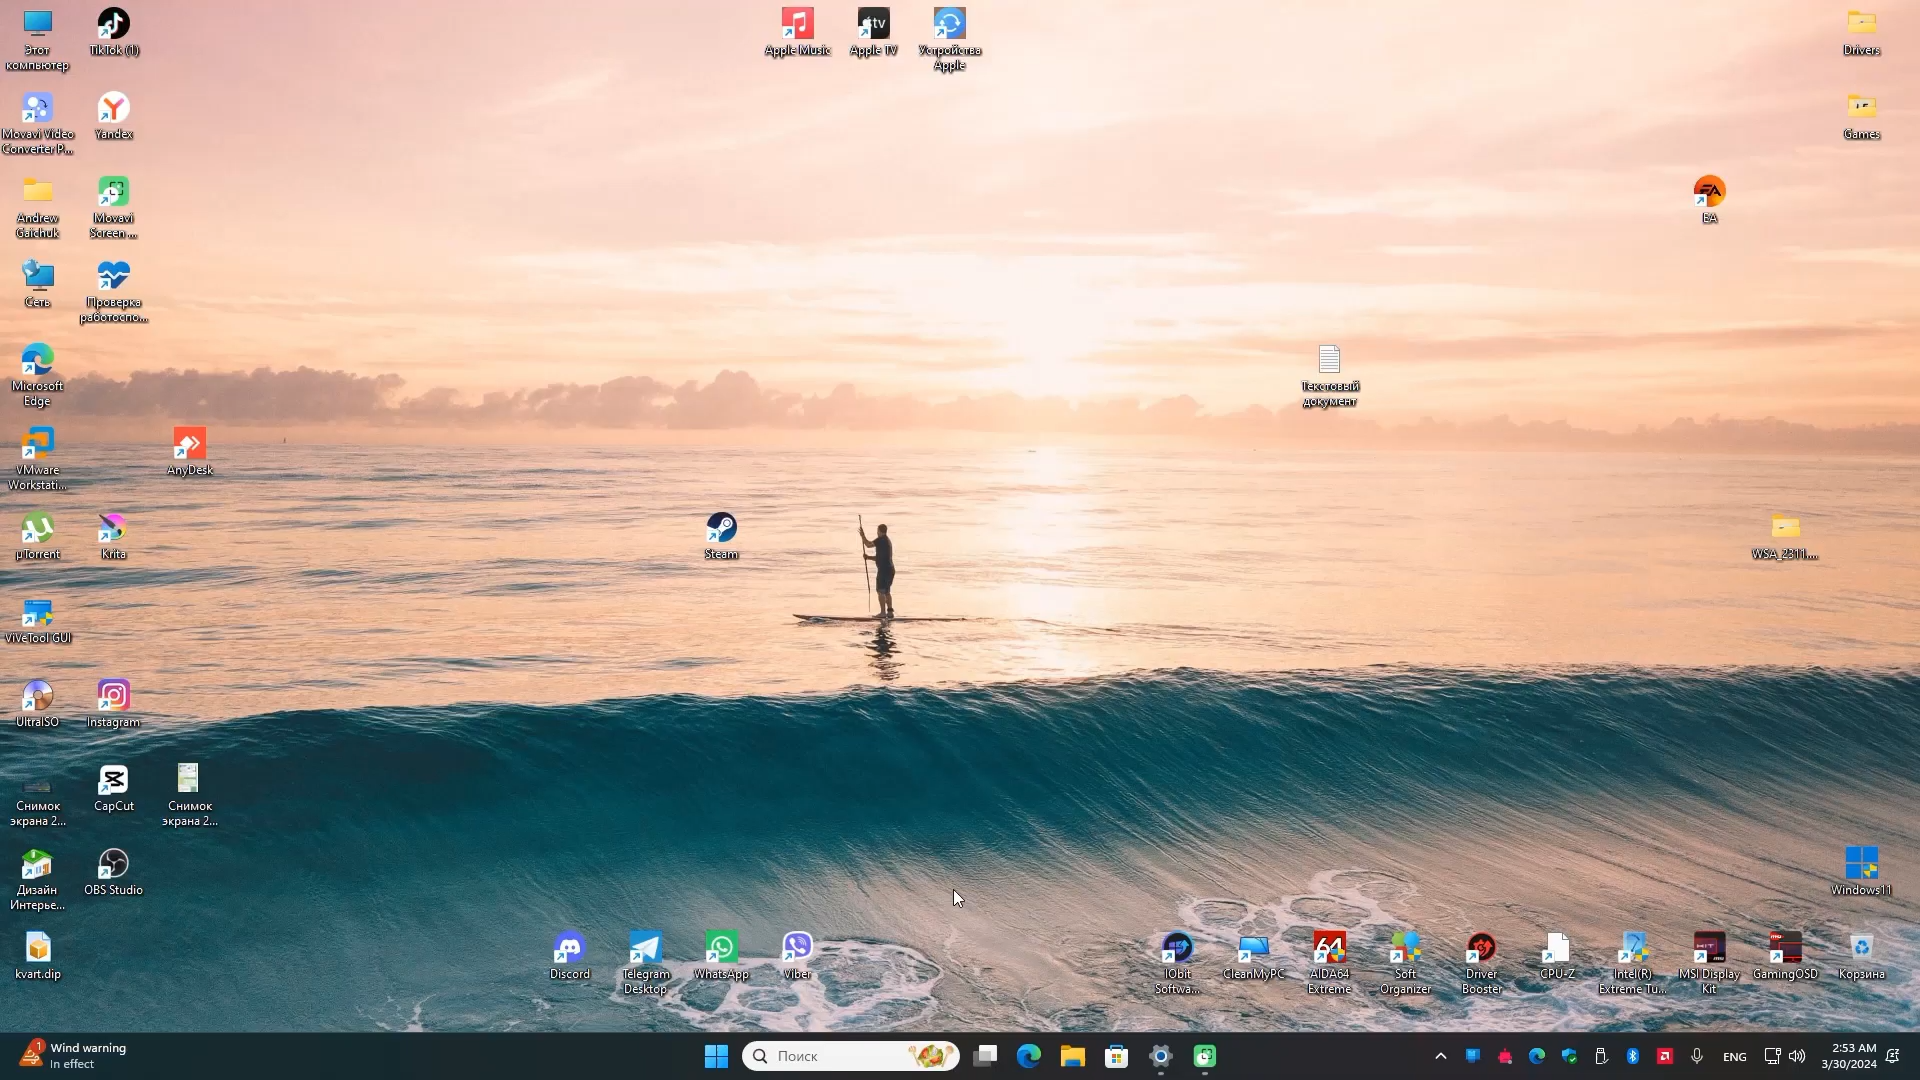 Этот
компьютер
TikTok (1)
Apple Music
Apple TV
Устройства
Apple
Drivers
Movavi Video
Converter P...
Yandex
Games
Andrew
Gaichuk
Movavi
Screen ...
EA
Сеть
Проверка
работоспо...
Microsoft
Edge
Текстовый
документ
VMware
Workstati...
AnyDesk
µTorrent
Krita
Steam
WSA_2311....
ViVeTool GUI
UltraISO
Instagram
Снимок
экрана 2...
CapCut
Снимок
экрана 2...
Дизайн
Интерье...
OBS Studio
Windows11
kvart.dip
Discord
Telegram
Desktop
WhatsApp
Viber
IObit
Softwa...
CleanMyPC
64
AIDA64
Extreme
Soft
Organizer
Driver
Booster
CPU-Z
Intel(R)
Extreme Tu...
MSI Display
Kit
GamingOSD
Корзина
1
Wind warning
In effect
Поиск
ENG
2:53 AM
3/30/2024